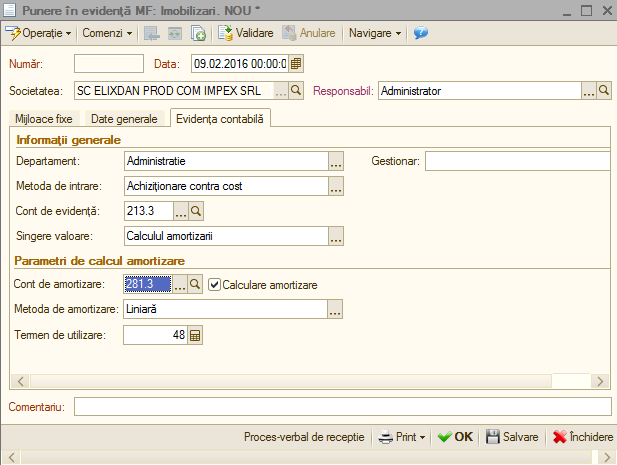 Punere în evidență MF: Imobilizari. NOU *
Operație Comenzi Validare Anulare Navigare
Număr: Data: 09.02.2016 00:00:0
Societatea: SC ELIXDAN PROD COM IMPEX SRL ... Responsabil: Administrator ...
Mijloace fixe Date generale Evidența contabilă
Informații generale
Departament: Administratie ... Gestionar:
Metoda de intrare: Achiziționare contra cost ...
Cont de evidență: 213.3 ...
Singere valoare: Calculul amortizarii ...
Parametri de calcul amortizare
Cont de amortizare: 281.3 ... Calculare amortizare
Metoda de amortizare: Liniară ...
Termen de utilizare: 48
Comentariu:
Proces-verbal de receptie Print OK Salvare Închidere